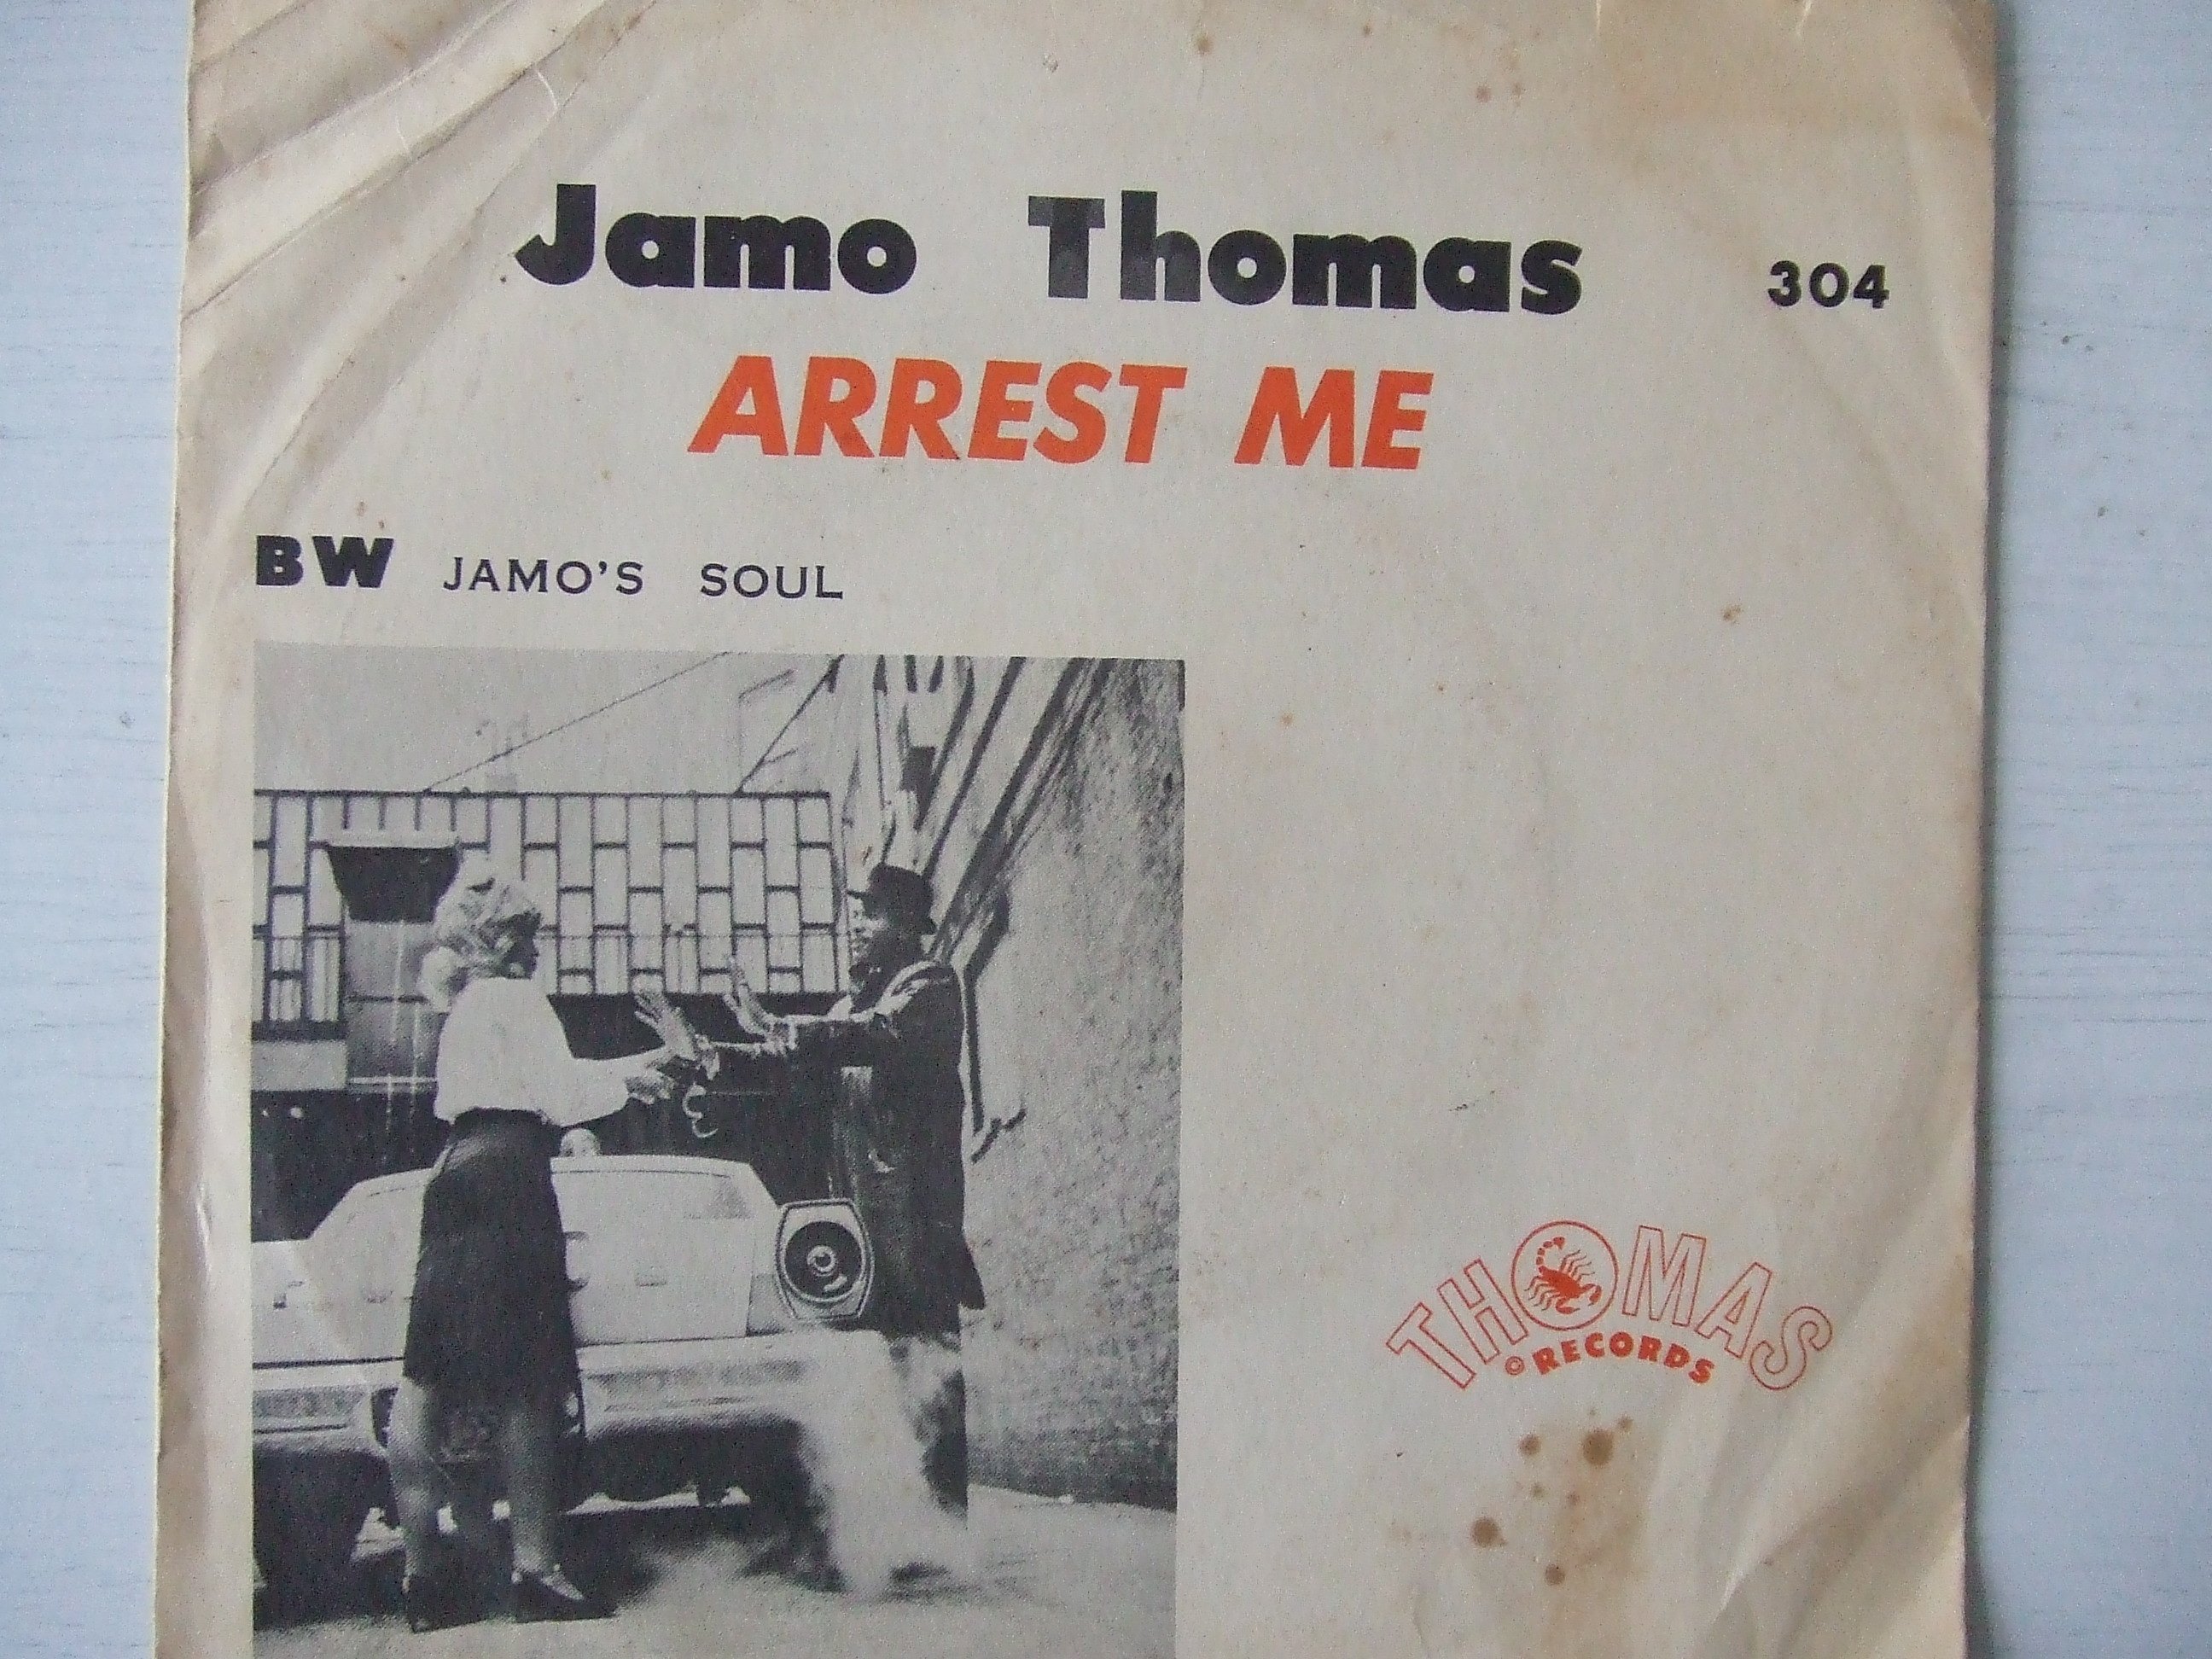 Jamo Thomas 304
ARREST ME
BW JAMO'S SOUL
THOMAS
© RECORDS